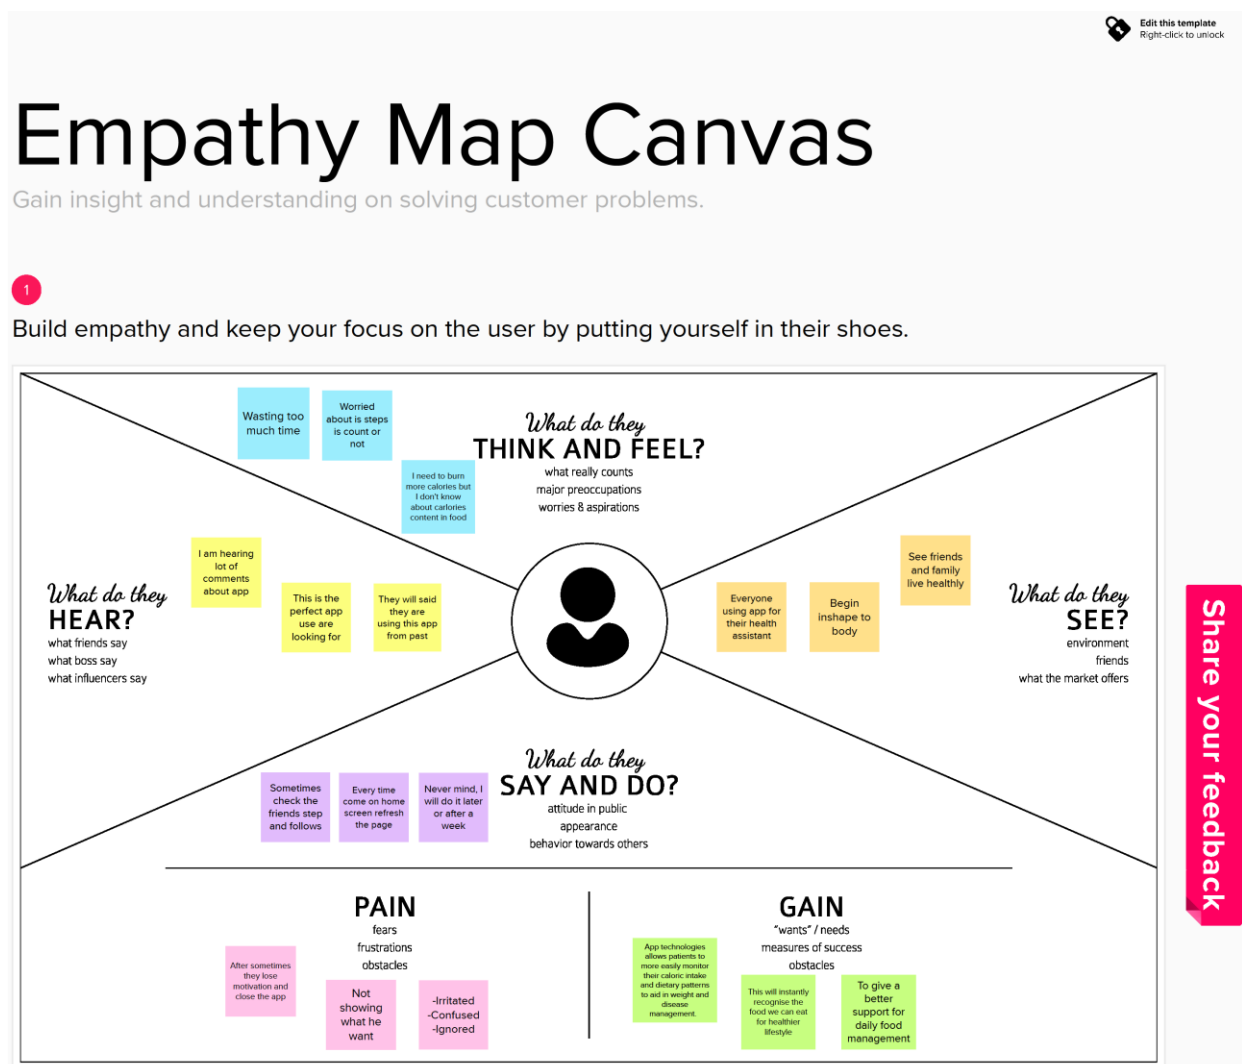 Edit this template
Right-click to unlock
Empathy Map Canvas
Gain insight and understanding on solving customer problems.
1
Build empathy and keep your focus on the user by putting yourself in their shoes.
Wasting too
much time
Worried
about is steps
is count or
not
I need to burn
more calories but
I don't know
about carlories
content in food
What do they
THINK AND FEEL?
what really counts
major preoccupations
worries & aspirations
What do they
HEAR?
what friends say
what boss say
what influencers say
I am hearing
lot of
comments
about app
This is the
perfect app
use are
looking for
They will said
they are
using this app
from past
Everyone
using app for
their health
assistant
Begin
inshape to
body
See friends
and family
live healthly
What do they
SEE?
environment
friends
what the market offers
Share your feedback
What do they
SAY AND DO?
attitude in public
appearance
behavior towards others
Sometimes
check the
friends step
and follows
Every time
come on home
screen refresh
the page
Never mind, I
will do it later
or after a
week
PAIN
fears
frustrations
obstacles
After sometimes
they lose
motivation and
close the app
Not
showing
what he
want
-Irritated
-Confused
-Ignored
GAIN
"wants" / needs
measures of success
obstacles
App technologies
allows patients to
more easily monitor
their caloric intake
and dietary patterns
to aid in weight and
disease
management.
This will instantly
recognise the
food we can eat
for healthier
lifestyle
To give a
better
support for
daily food
management